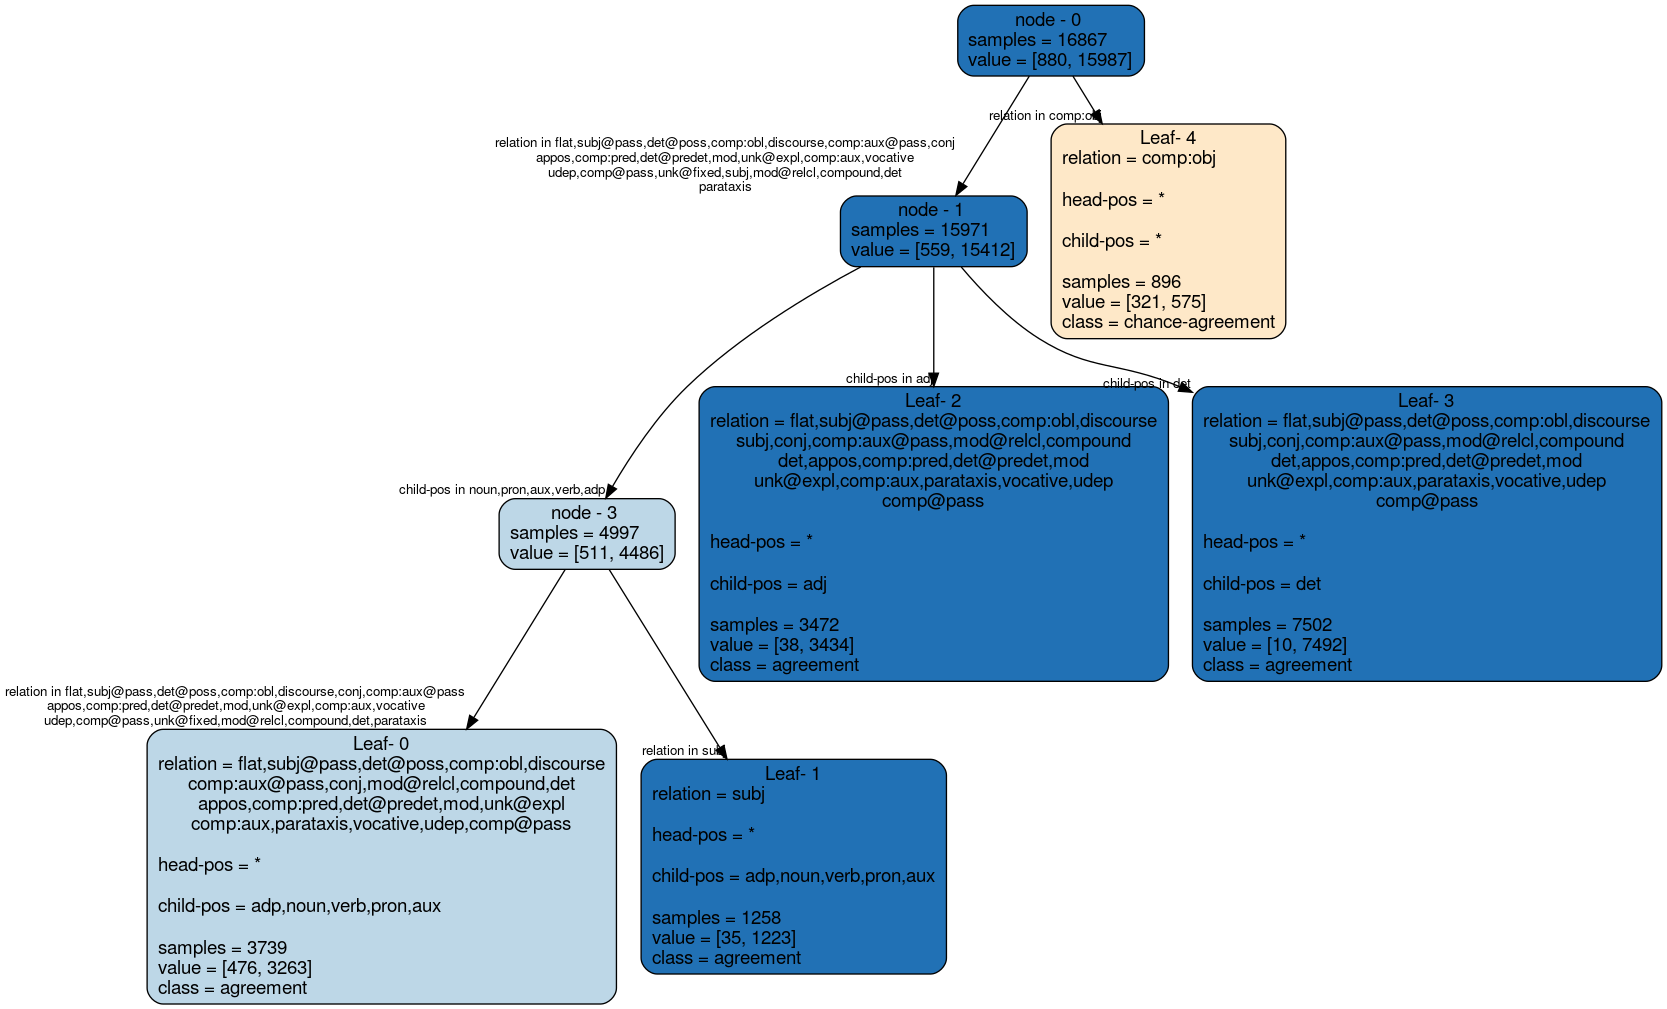 node - 0
samples = 16867
value = [880, 15987]
relation in comp:obj
relation in flat,subj@pass,det@poss,comp:obl,discourse,comp:aux@pass,conj
appos,comp:pred,det@predet,mod,unk@expl,comp:aux,vocative
udep,comp@pass,unk@fixed,subj,mod@relcl,compound,det
parataxis
Leaf- 4
relation = comp:obj
head-pos = *
child-pos = *
samples = 896
value = [321, 575]
class = chance-agreement
node - 1
samples = 15971
value = [559, 15412]
child-pos in adj
child-pos in det
Leaf- 2
relation = flat,subj@pass,det@poss,comp:obl,discourse
subj,conj,comp:aux@pass,mod@relcl,compound
det,appos,comp:pred,det@predet,mod
unk@expl,comp:aux,parataxis,vocative,udep
comp@pass
head-pos = *
child-pos = adj
samples = 3472
value = [38, 3434]
class = agreement
Leaf- 3
relation = flat,subj@pass,det@poss,comp:obl,discourse
subj,conj,comp:aux@pass,mod@relcl,compound
det,appos,comp:pred,det@predet,mod
unk@expl,comp:aux,parataxis,vocative,udep
comp@pass
head-pos = *
child-pos = det
samples = 7502
value = [10, 7492]
class = agreement
child-pos in noun,pron,aux,verb,adp
node - 3
samples = 4997
value = [511, 4486]
relation in flat,subj@pass,det@poss,comp:obl,discourse,conj,comp:aux@pass
appos,comp:pred,det@predet,mod,unk@expl,comp:aux,vocative
udep,comp@pass,unk@fixed,mod@relcl,compound,det,parataxis
Leaf- 0
relation = flat,subj@pass,det@poss,comp:obl,discourse
comp:aux@pass,conj,mod@relcl,compound,det
appos,comp:pred,det@predet,mod,unk@expl
comp:aux,parataxis,vocative,udep,comp@pass
head-pos = *
child-pos = adp,noun,verb,pron,aux
samples = 3739
value = [476, 3263]
class = agreement
relation in subj
Leaf- 1
relation = subj
head-pos = *
child-pos = adp,noun,verb,pron,aux
samples = 1258
value = [35, 1223]
class = agreement